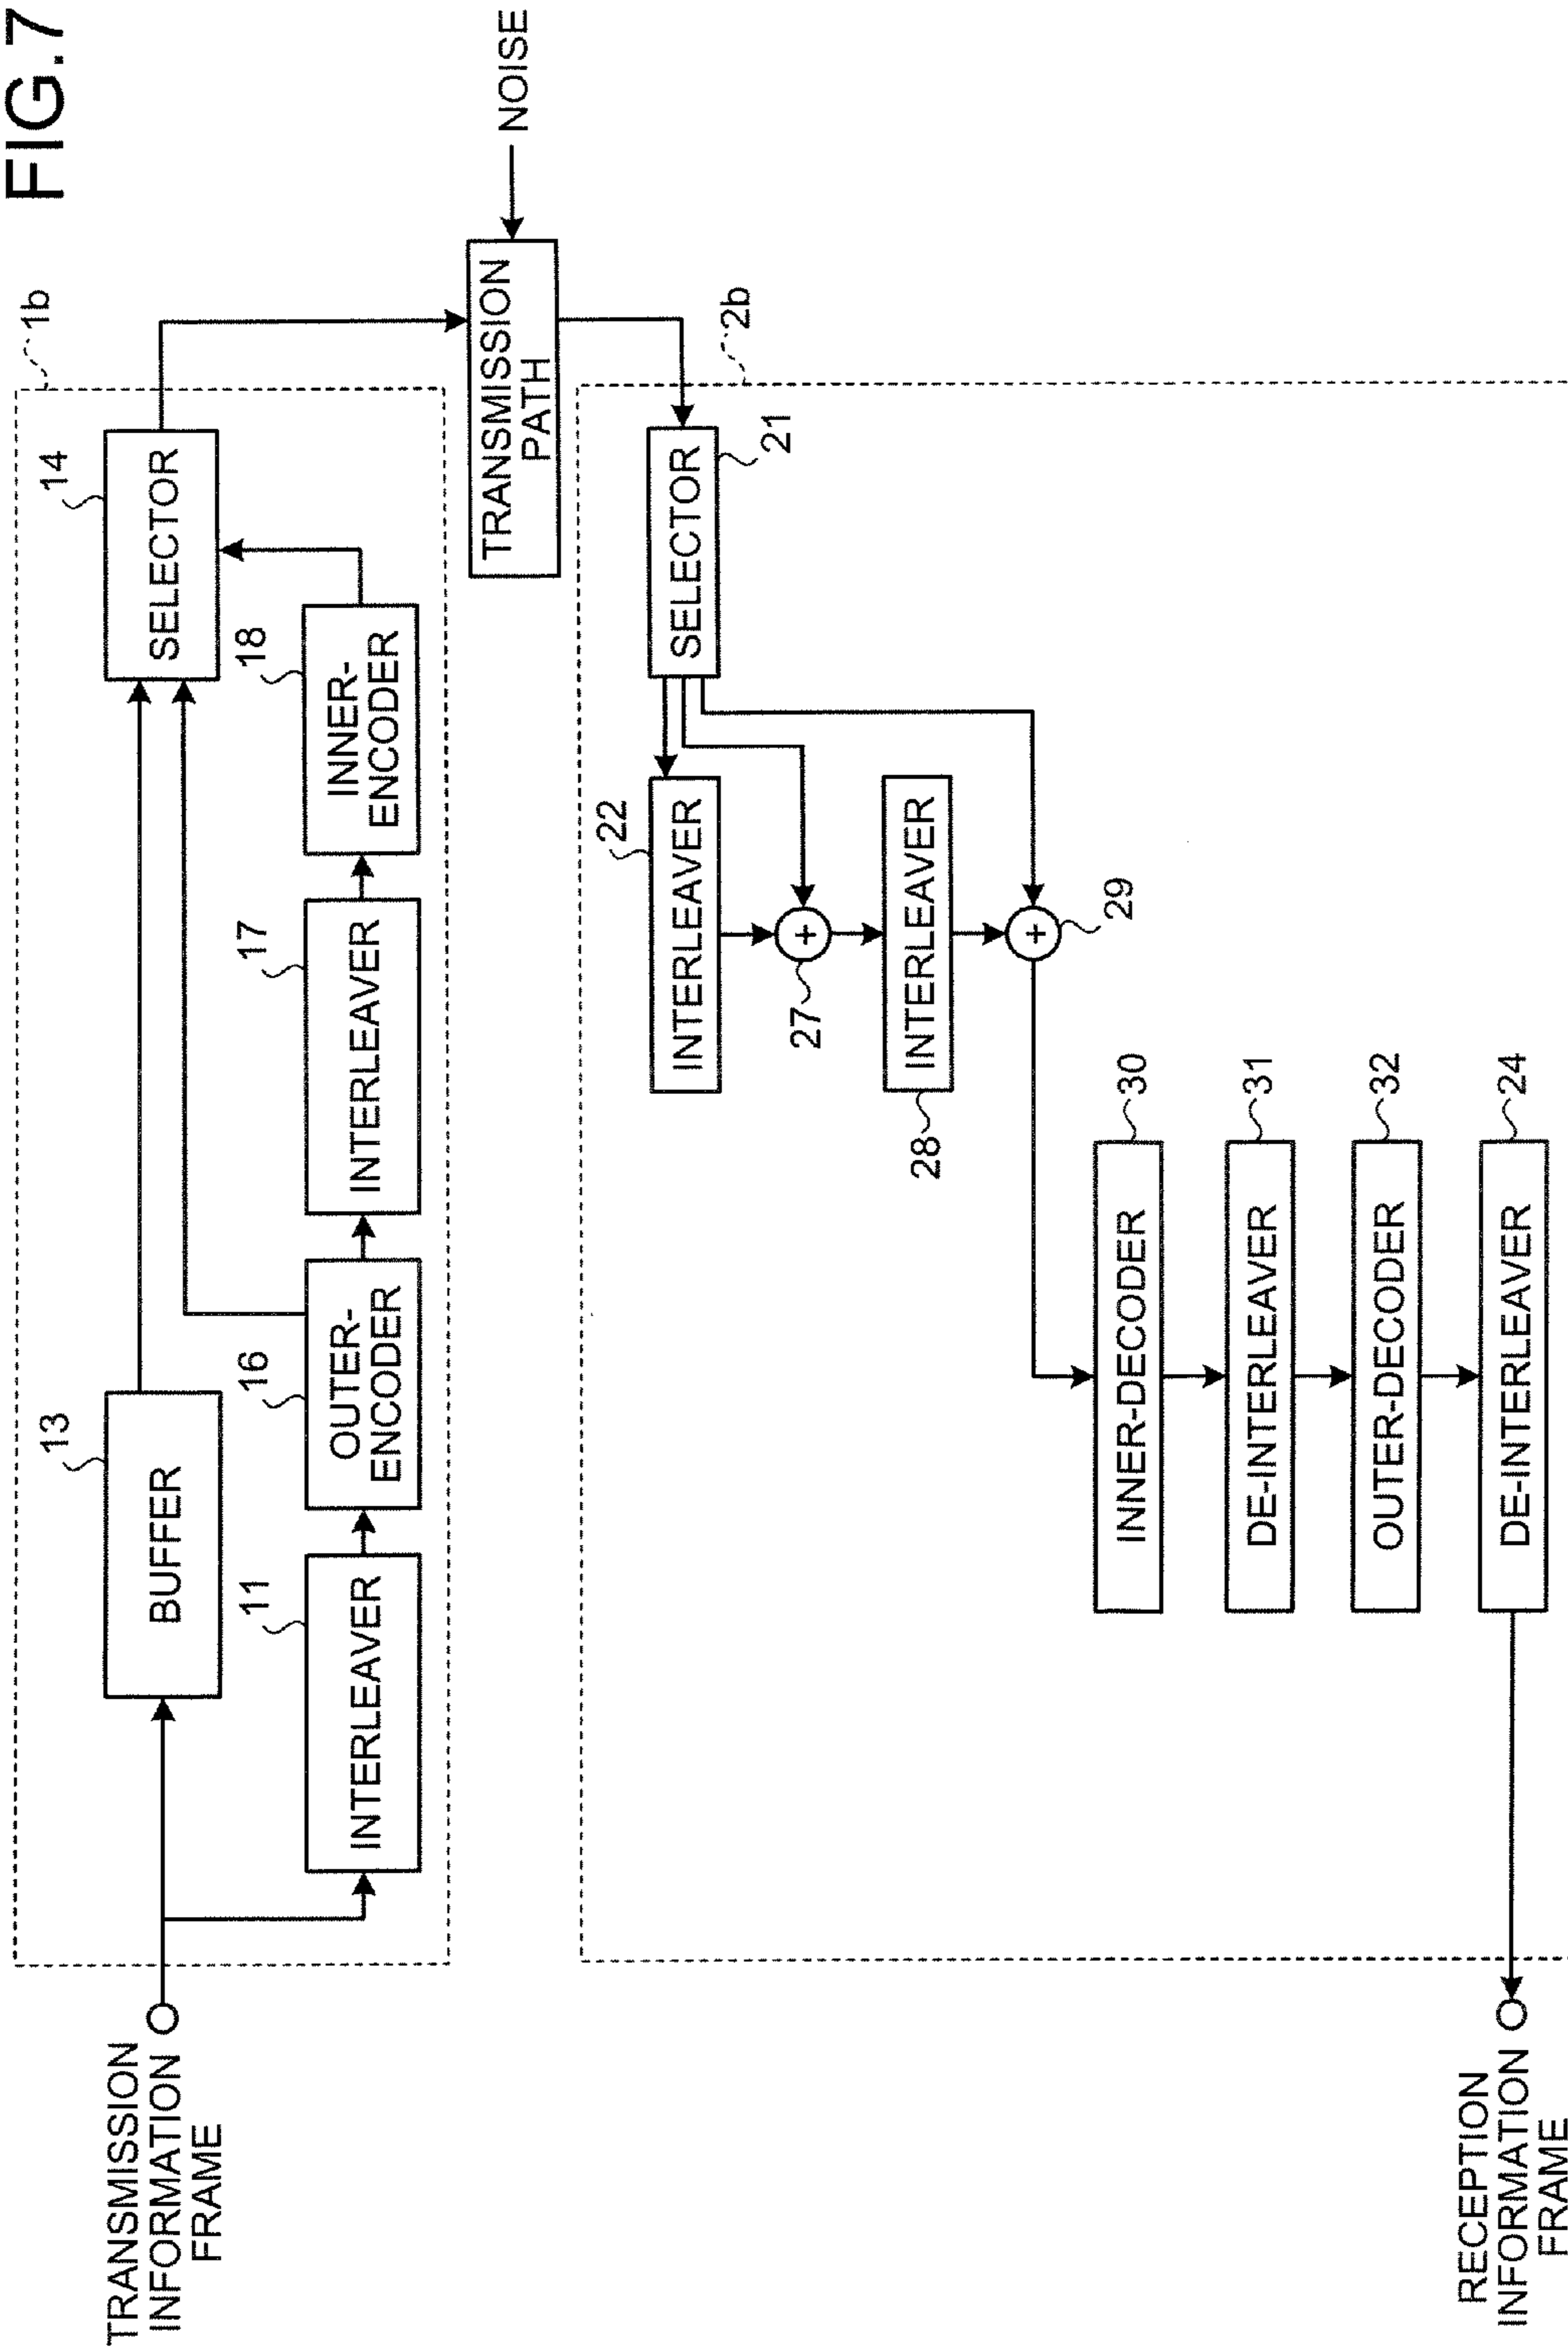 FIG.7
1b
TRANSMISSION
INFORMATION
FRAME
13
BUFFER
14
SELECTOR
11
INTERLEAVER
16
OUTER-
ENCODER
17
INTERLEAVER
18
INNER-
ENCODER
TRANSMISSION
PATH
NOISE
2b
SELECTOR
21
22
INTERLEAVER
27
+
28
INTERLEAVER
+
29
INNER-DECODER
30
DE-INTERLEAVER
31
OUTER-DECODER
32
DE-INTERLEAVER
24
RECEPTION
INFORMATION
FRAME